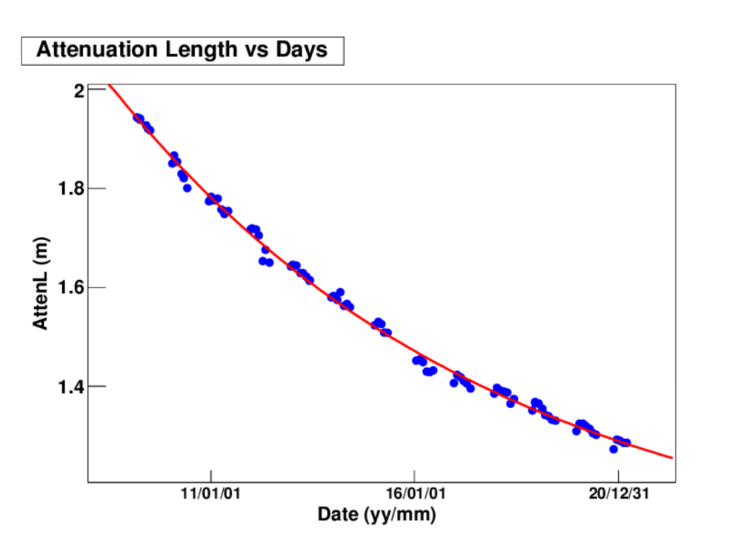 Attenuation Length vs Days
2
1.8
1.6
1.4
AttenL (m)
11/01/01
16/01/01
20/12/31
Date (yy/mm)